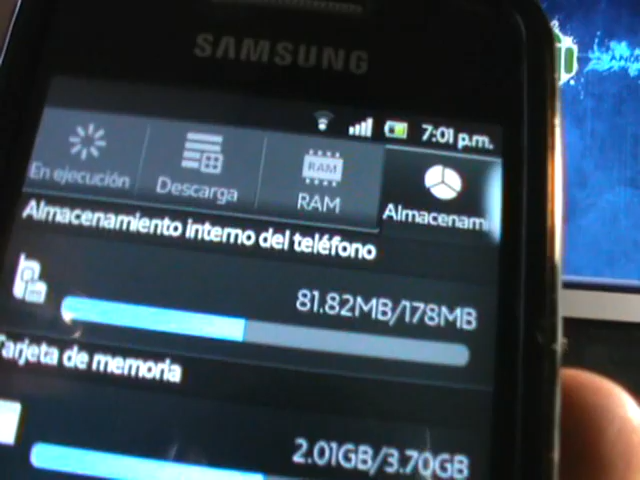 SAMSUNG
7:01 p.m.
En ejecución
Descarga
RAM
RAM
Almacenam
Almacenamiento interno del teléfono
81.82MB/178MB
Tarjeta de memoria
2.01GB/3.70GB